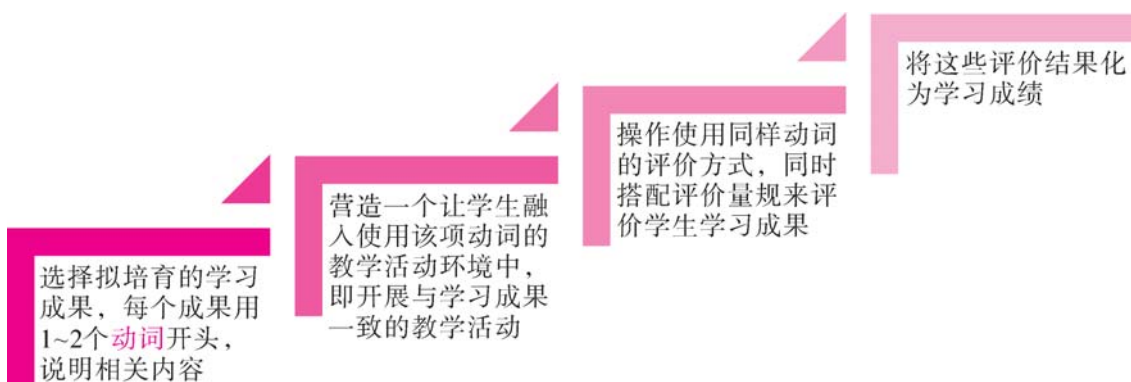 选择拟培育的学习
成果，每个成果用
1~2个动词开头，
说明相关内容
营造一个让学生融
入使用该项动词的
教学活动环境中，
即开展与学习成果
一致的教学活动
操作使用同样动词
的评价方式，同时
搭配评价量规来评
价学生学习成果
将这些评价结果化
为学习成绩